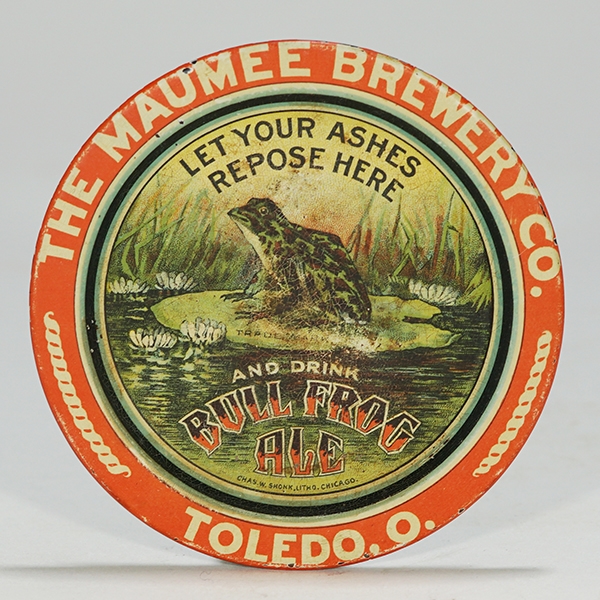 THE MAUMEE BREWERY CO.
LET YOUR ASHES
REPOSE HERE
TRADE MARK
AND DRINK
BULL FROG
ALE
CHAS. W. SHONK, LITHO. CHICAGO.
TOLEDO, O.